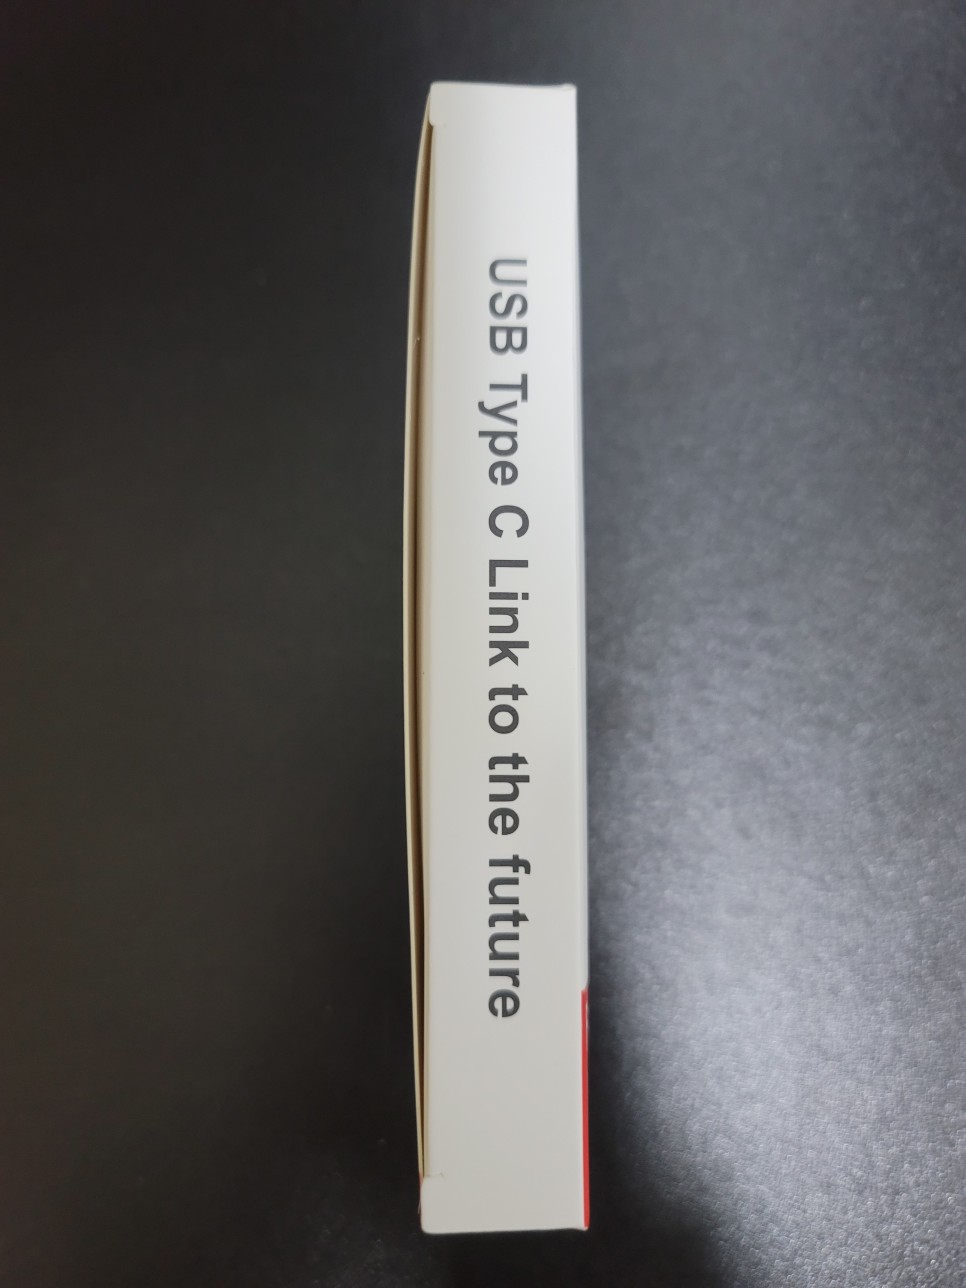 USB Type C Link to the future